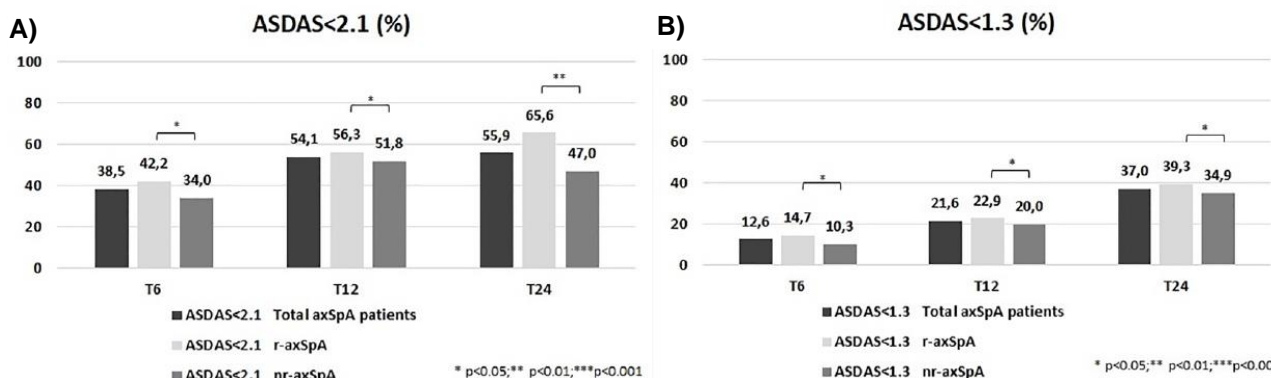 A)
ASDAS<2.1 (%)
100
80
60
40
20
0
*
*
**
38,5
42,2
34,0
54,1
56,3
51,8
55,9
65,6
47,0
T6
T12
T24
ASDAS<2.1 Total axSpA patients
ASDAS<2.1 r-axSpA
ASDAS<2.1 nr-axSpA
* p<0.05;** p<0.01;***p<0.001
B)
ASDAS<1.3 (%)
100
80
60
40
20
0
*
*
*
12,6
14,7
10,3
21,6
22,9
20,0
37,0
39,3
34,9
T6
T12
T24
ASDAS<1.3 Total axSpA patients
ASDAS<1.3 r-axSpA
ASDAS<1.3 nr-axSpA
* p<0.05;** p<0.01;***p<0.00